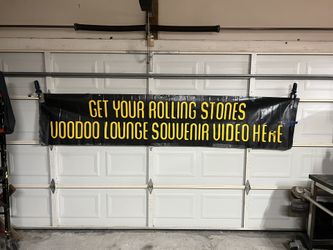 GET YOUR ROLLING STONES
VOODOO LOUNGE SOUVENIR VIDEO HERE